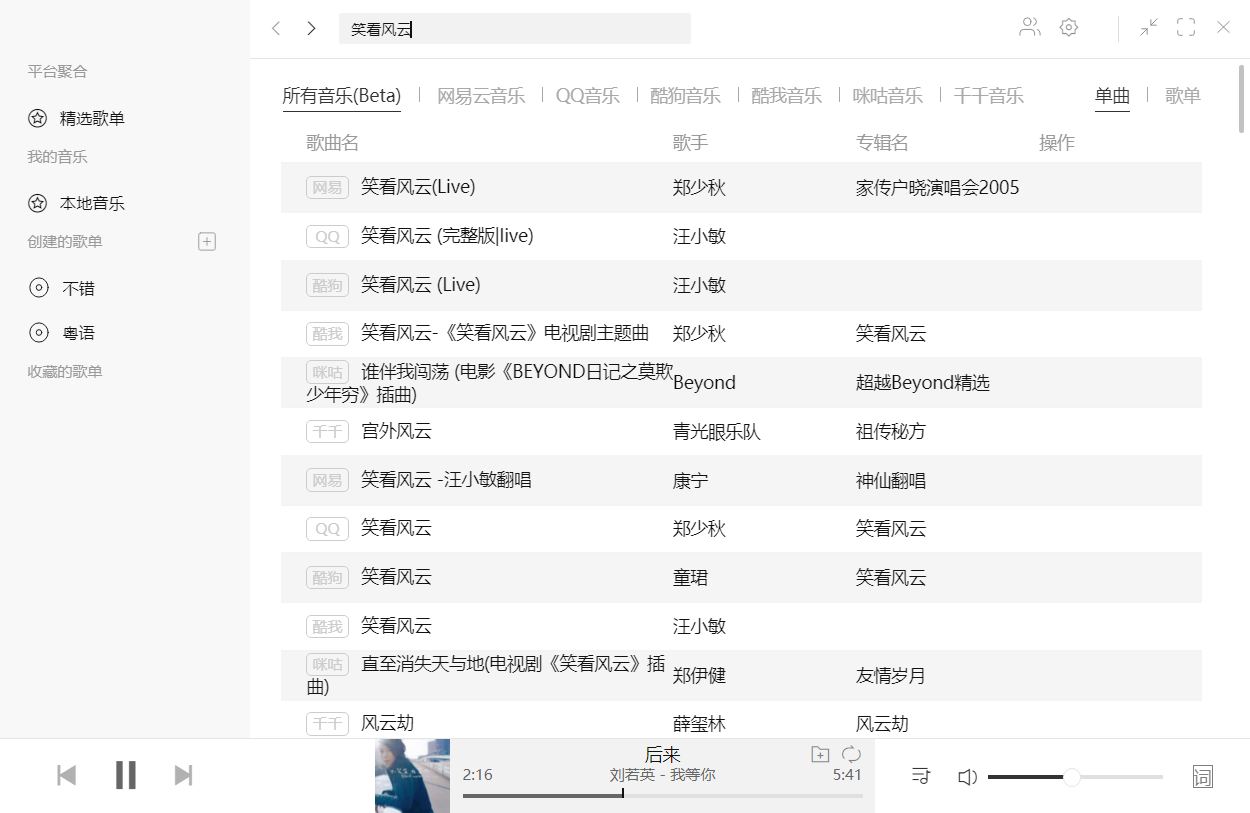 笑看风云
平台聚合
精选歌单
我的音乐
本地音乐
创建的歌单
不错
粤语
收藏的歌单
所有音乐(Beta) 网易云音乐 QQ音乐 酷狗音乐 酷我音乐 咪咕音乐 千千音乐 单曲 歌单
歌曲名 歌手 专辑名 操作
网易 笑看风云(Live) 郑少秋 家传户晓演唱会2005
QQ 笑看风云 (完整版|live) 汪小敏
酷狗 笑看风云 (Live) 汪小敏
酷我 笑看风云-《笑看风云》电视剧主题曲 郑少秋 笑看风云
咪咕 谁伴我闯荡 (电影《BEYOND日记之莫欺
少年穷》插曲) Beyond 超越Beyond精选
千千 宫外风云 青光眼乐队 祖传秘方
网易 笑看风云 -汪小敏翻唱 康宁 神仙翻唱
QQ 笑看风云 郑少秋 笑看风云
酷狗 笑看风云 童珺 笑看风云
酷我 笑看风云 汪小敏
咪咕 直至消失天与地(电视剧《笑看风云》插
曲) 郑伊健 友情岁月
千千 风云劫 薛玺林 风云劫
后来
2:16 刘若英 - 我等你 5:41
词